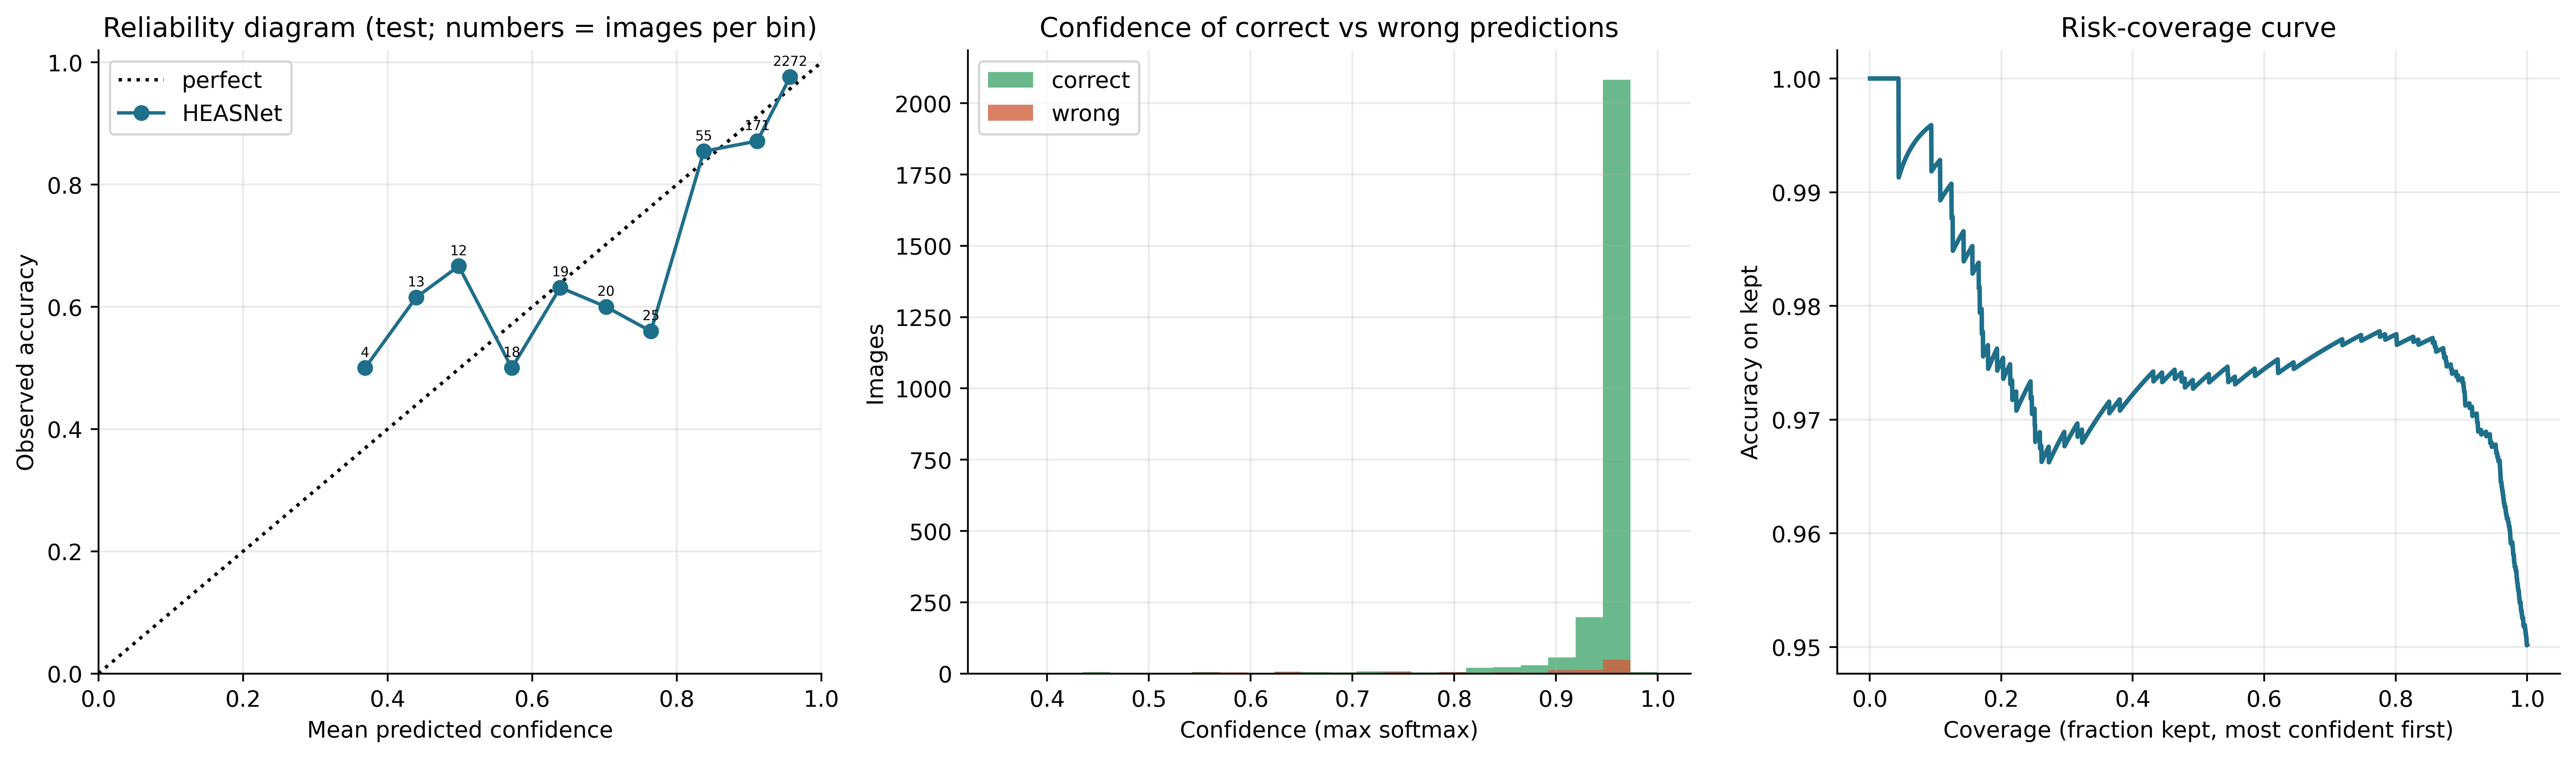 Reliability diagram (test; numbers = images per bin)
perfect
HEASNet
1.0
0.8
0.6
0.4
0.2
0.0
Observed accuracy
4
13
12
18
19
20
25
55
171
2272
0.0 0.2 0.4 0.6 0.8 1.0
Mean predicted confidence
Confidence of correct vs wrong predictions
correct
wrong
2000
1750
1500
1250
1000
750
500
250
0
Images
0.4 0.5 0.6 0.7 0.8 0.9 1.0
Confidence (max softmax)
Risk-coverage curve
1.00
0.99
0.98
0.97
0.96
0.95
Accuracy on kept
0.0 0.2 0.4 0.6 0.8 1.0
Coverage (fraction kept, most confident first)